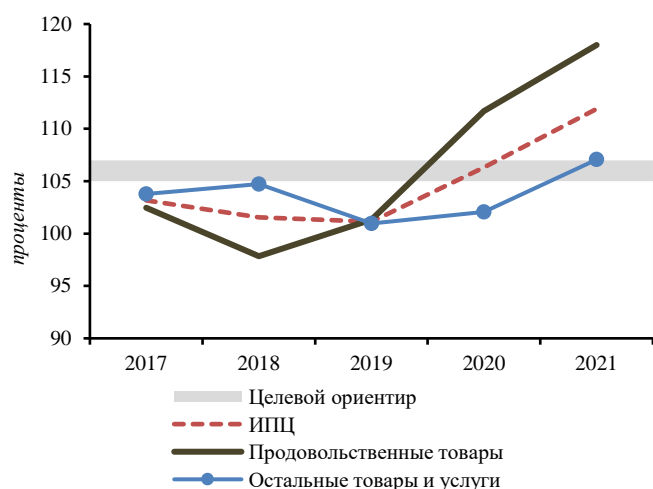 120
115
110
105
100
95
90
проценты
2017 2018 2019 2020 2021
Целевой ориентир
ИПЦ
Продовольственные товары
Остальные товары и услуги